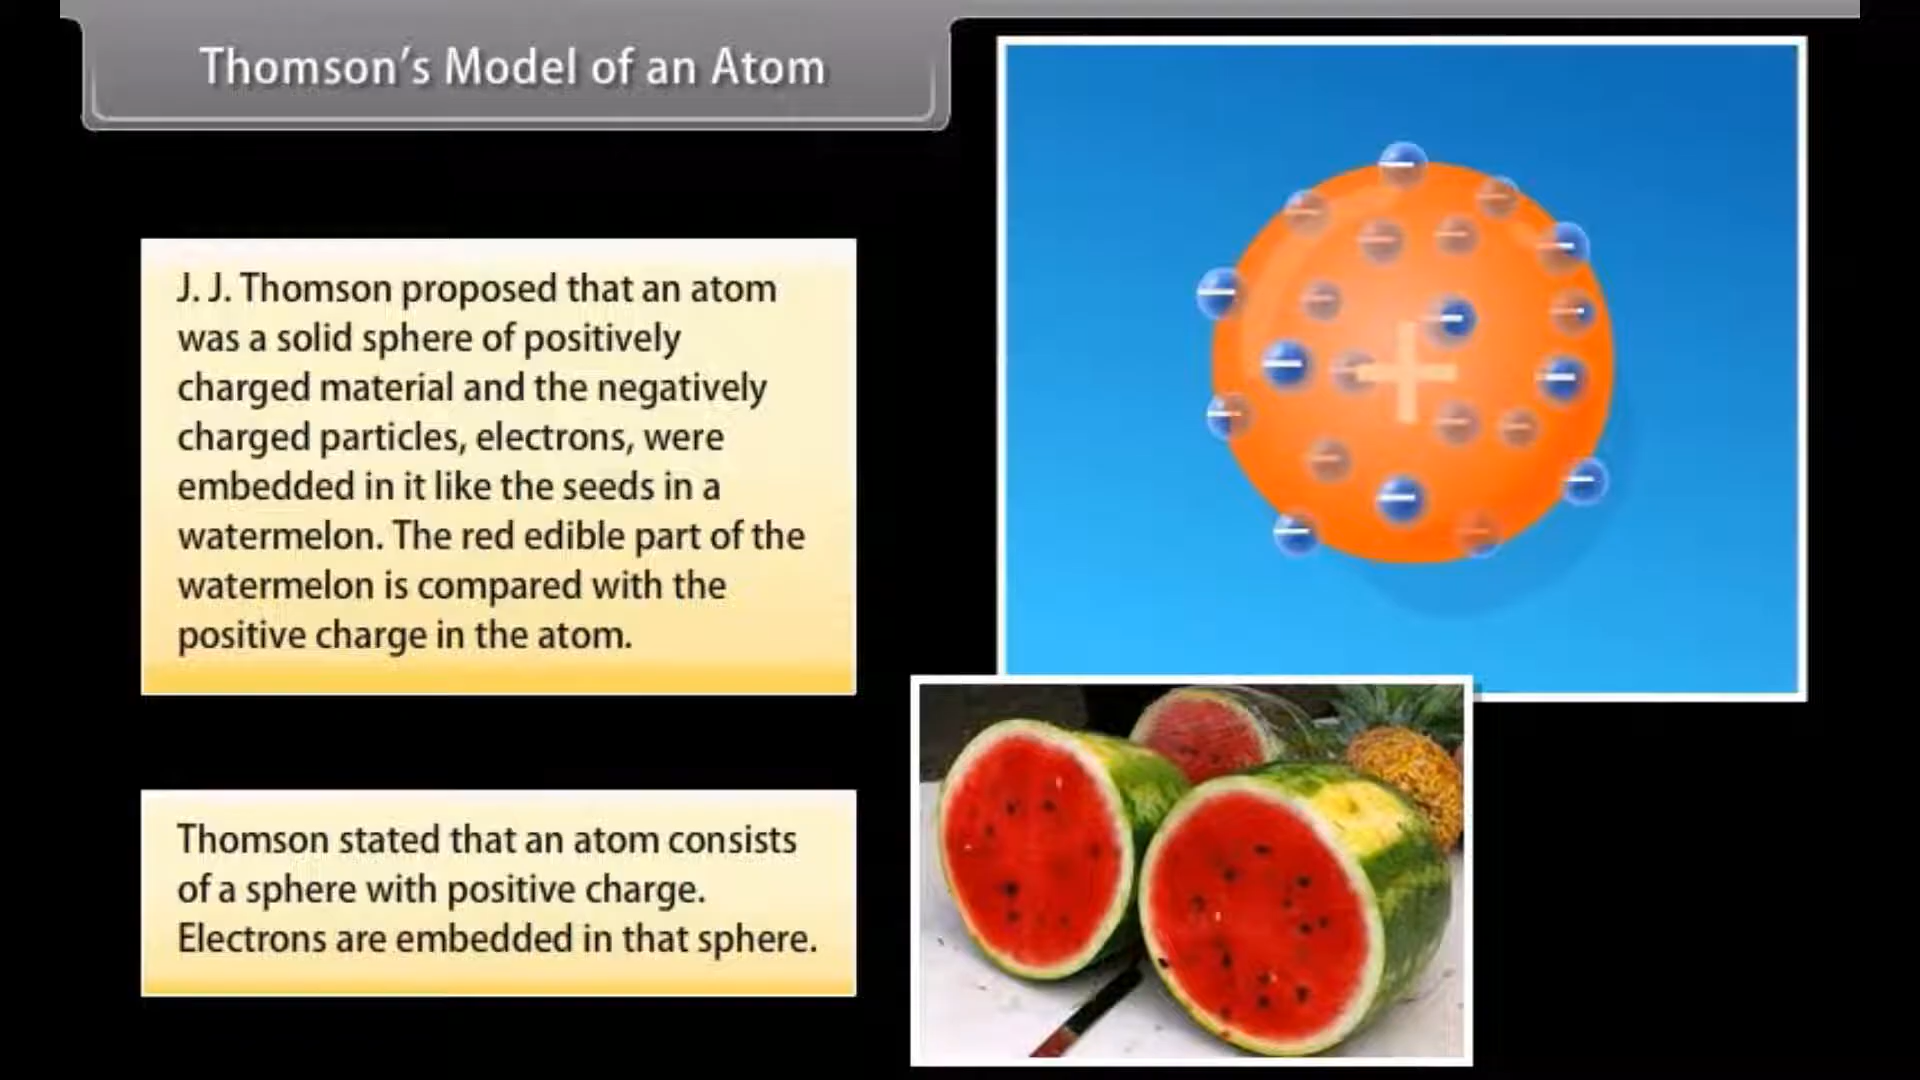 Thomson's Model of an Atom
J. J. Thomson proposed that an atom
was a solid sphere of positively
charged material and the negatively
charged particles, electrons, were
embedded in it like the seeds in a
watermelon. The red edible part of the
watermelon is compared with the
positive charge in the atom.
Thomson stated that an atom consists
of a sphere with positive charge.
Electrons are embedded in that sphere.